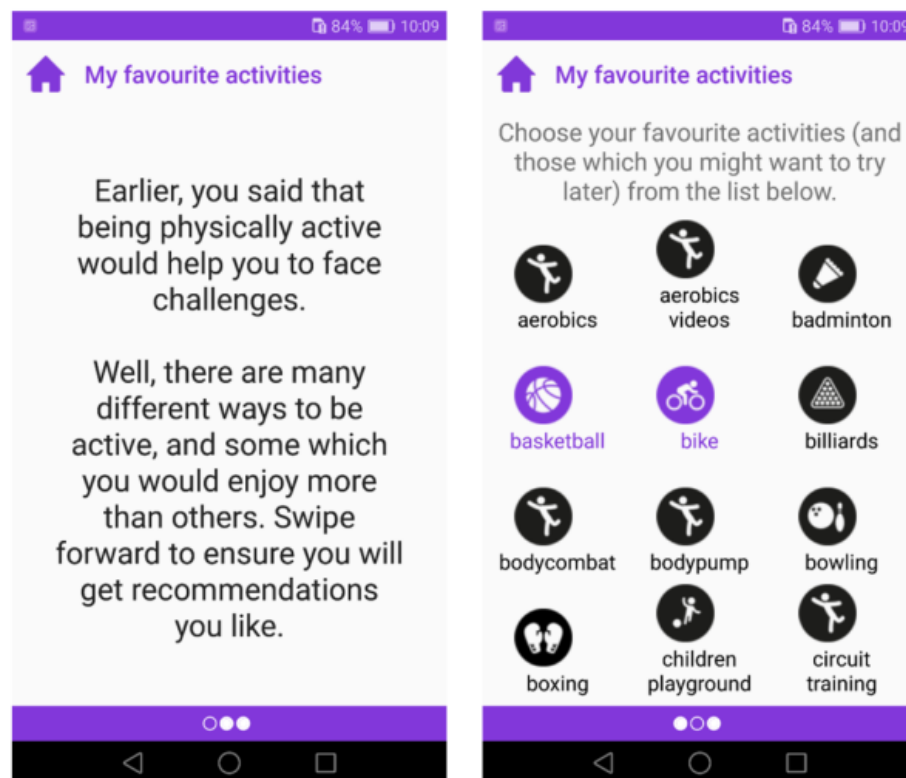 84% 10:09
My favourite activities
Earlier, you said that
being physically active
would help you to face
challenges.
Well, there are many
different ways to be
active, and some which
you would enjoy more
than others. Swipe
forward to ensure you will
get recommendations
you like.
84% 10:09
My favourite activities
Choose your favourite activities (and
those which you might want to try
later) from the list below.
aerobics
aerobics
videos
badminton
basketball
bike
billiards
bodycombat
bodypump
bowling
boxing
children
playground
circuit
training